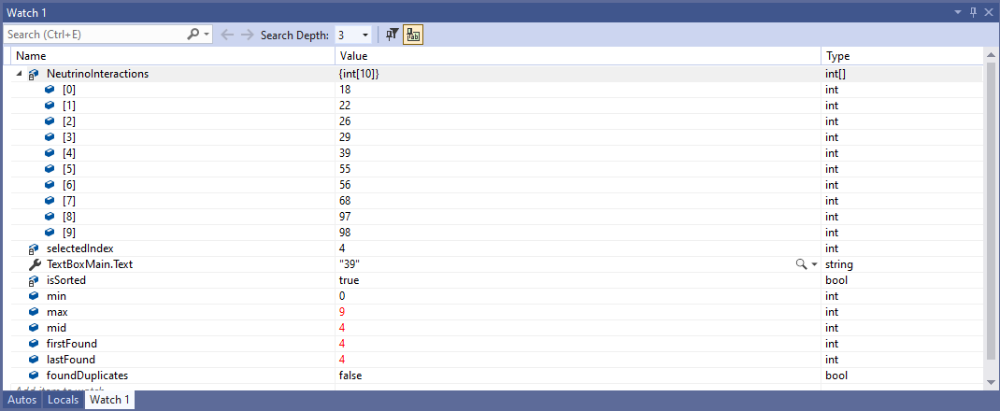 Watch 1
Search (Ctrl+E) Search Depth: 3
Name Value Type
NeutrinoInteractions {int[10]} int[]
[0] 18 int
[1] 22 int
[2] 26 int
[3] 29 int
[4] 39 int
[5] 55 int
[6] 56 int
[7] 68 int
[8] 97 int
[9] 98 int
selectedIndex 4 int
TextBoxMain.Text "39" string
isSorted true bool
min 0 int
max 9 int
mid 4 int
firstFound 4 int
lastFound 4 int
foundDuplicates false bool
Add item to watch
Autos Locals Watch 1